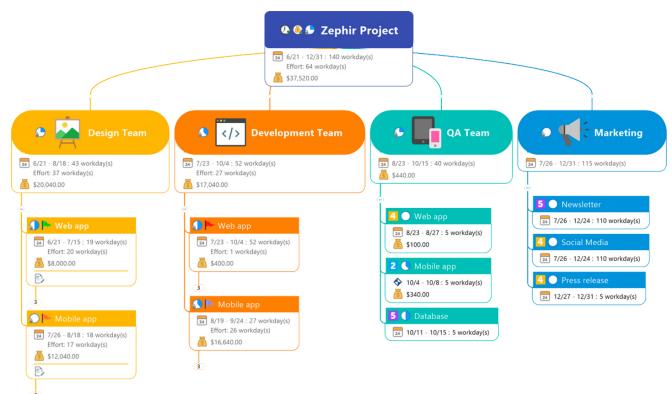 Zephir Project
6/21 - 12/31 : 140 workday(s)
Effort: 64 workday(s)
$37,520.00
Design Team
6/21 - 8/18 : 43 workday(s)
Effort: 37 workday(s)
$20,040.00
Web app
6/21 - 7/15 : 19 workday(s)
Effort: 20 workday(s)
$8,000.00
3
Mobile app
7/26 - 8/18 : 18 workday(s)
Effort: 17 workday(s)
$12,040.00
Development Team
7/23 - 10/4 : 52 workday(s)
Effort: 27 workday(s)
$17,040.00
Web app
7/23 - 10/4 : 52 workday(s)
Effort: 1 workday(s)
$400.00
3
Mobile app
8/19 - 9/24 : 27 workday(s)
Effort: 26 workday(s)
$16,640.00
3
QA Team
8/23 - 10/15 : 40 workday(s)
$440.00
4 Web app
8/23 - 8/27 : 5 workday(s)
$100.00
2 Mobile app
10/4 - 10/8 : 5 workday(s)
$340.00
5 Database
10/11 - 10/15 : 5 workday(s)
Marketing
7/26 - 12/31 : 115 workday(s)
5 Newsletter
7/26 - 12/24 : 110 workday(s)
4 Social Media
7/26 - 12/24 : 110 workday(s)
4 Press release
12/27 - 12/31 : 5 workday(s)